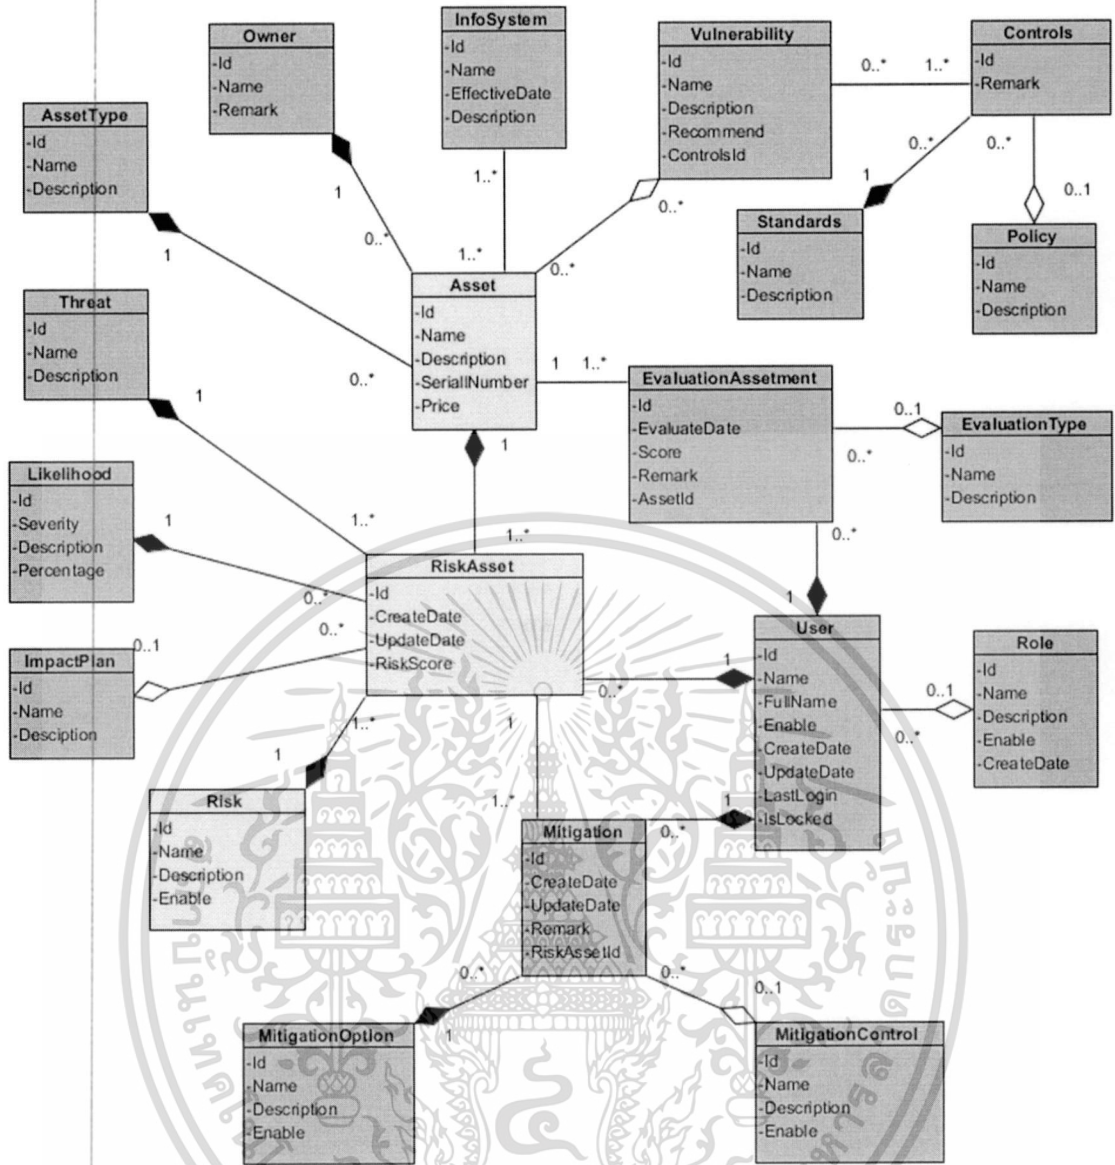 InfoSystem
-Id
-Name
-EffectiveDate
-Description
Owner
-Id
-Name
-Remark
Vulnerability
-Id
-Name
-Description
-Recommend
-ControlsId
Controls
-Id
-Remark
0..*
1..*
AssetType
-Id
-Name
-Description
1
0..*
1..*
1..*
0..*
0..*
1
0..*
0..*
0..1
Standards
-Id
-Name
-Description
Policy
-Id
-Name
-Description
1
0..*
Asset
-Id
-Name
-Description
-SeriallNumber
-Price
Threat
-Id
-Name
-Description
1
1
1..*
EvaluationAssetment
-Id
-EvaluateDate
-Score
-Remark
-AssetId
0..1
0..*
EvaluationType
-Id
-Name
-Description
1
1..*
1..*
0..*
1
Likelihood
-Id
-Severity
-Description
-Percentage
1
0..*
RiskAsset
-Id
-CreateDate
-UpdateDate
-RiskScore
0..*
0..1
ImpactPlan
-Id
-Name
-Desciption
User
-Id
-Name
-FullName
-Enable
-CreateDate
-UpdateDate
-LastLogin
-IsLocked
Role
-Id
-Name
-Description
-Enable
-CreateDate
1
0..*
0..1
0..*
1..*
1
1
1..*
Risk
-Id
-Name
-Description
-Enable
Mitigation
-Id
-CreateDate
-UpdateDate
-Remark
-RiskAssetId
1
0..*
0..*
1
0..*
0..1
MitigationOption
-Id
-Name
-Description
-Enable
MitigationControl
-Id
-Name
-Description
-Enable